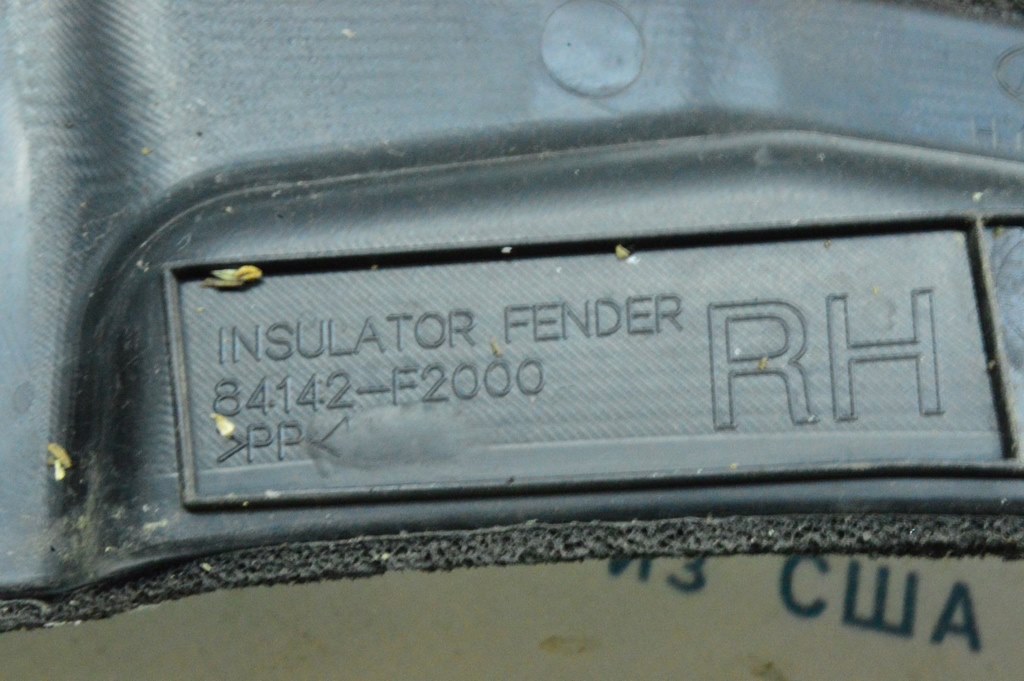 INSULATOR FENDER
84142-F2000
>PP<
RH
ИЗ США